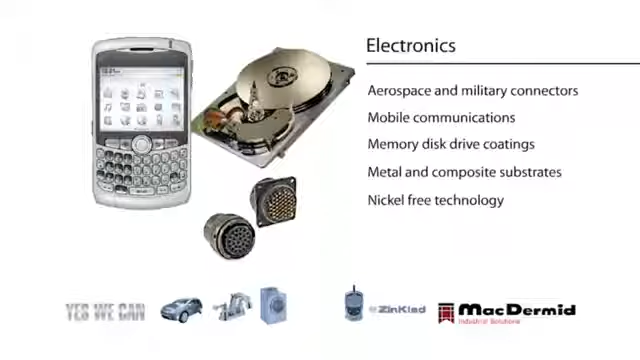 Electronics
Aerospace and military connectors
Mobile communications
Memory disk drive coatings
Metal and composite substrates
Nickel free technology
YES WE CAN
ZinKlad
MacDermid
Industrial Solutions